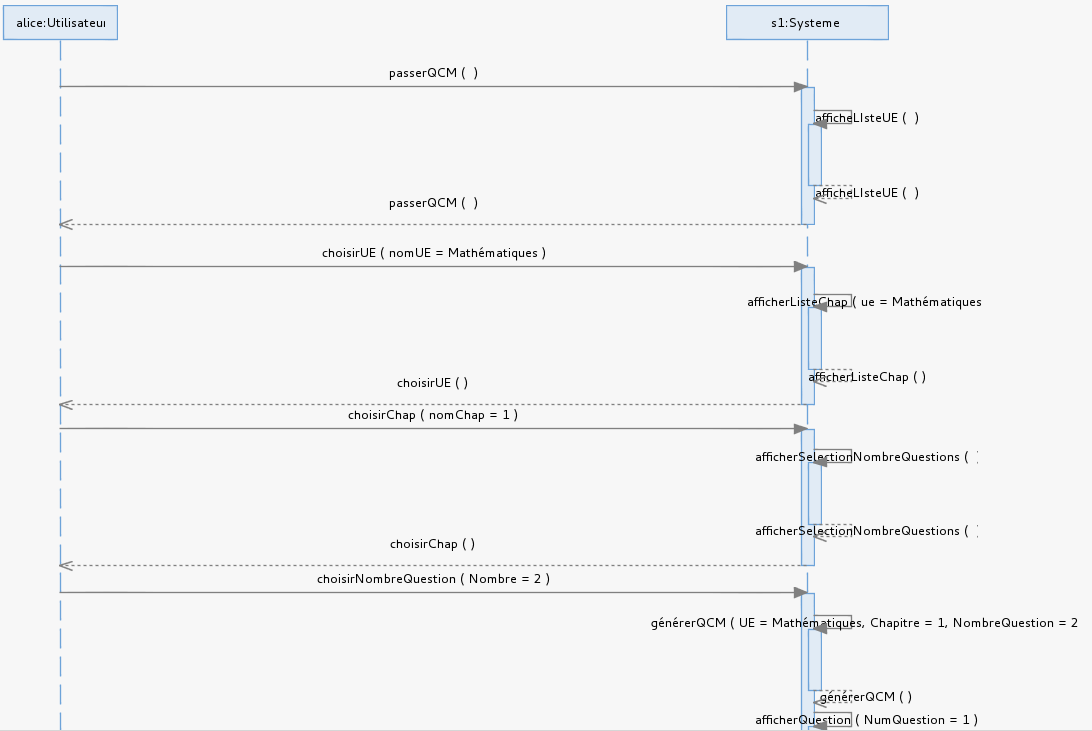 alice:Utilisateur
s1:Systeme
passerQCM ( )
afficheLIsteUE ( )
afficheLIsteUE ( )
passerQCM ( )
choisirUE ( nomUE = Mathématiques )
afficherListeChap ( ue = Mathématiques
afficherListeChap ( )
choisirUE ( )
choisirChap ( nomChap = 1 )
afficherSelectionNombreQuestions (
afficherSelectionNombreQuestions (
choisirChap ( )
choisirNombreQuestion ( Nombre = 2 )
générerQCM ( UE = Mathématiques, Chapitre = 1, NombreQuestion = 2
générerQCM ( )
afficherQuestion ( NumQuestion = 1 )